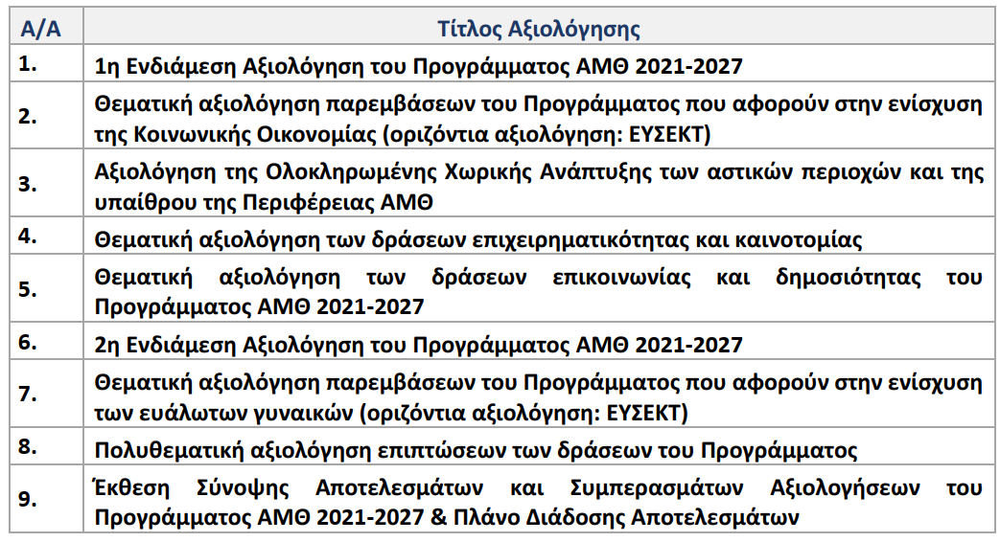 Α/Α Τίτλος Αξιολόγησης
1. 1η Ενδιάμεση Αξιολόγηση του Προγράμματος ΑΜΘ 2021-2027
2. Θεματική αξιολόγηση παρεμβάσεων του Προγράμματος που αφορούν στην ενίσχυση
της Κοινωνικής Οικονομίας (οριζόντια αξιολόγηση: ΕΥΣΕΚΤ)
3. Αξιολόγηση της Ολοκληρωμένης Χωρικής Ανάπτυξης των αστικών περιοχών και της
υπαίθρου της Περιφέρειας ΑΜΘ
4. Θεματική αξιολόγηση των δράσεων επιχειρηματικότητας και καινοτομίας
5. Θεματική αξιολόγηση των δράσεων επικοινωνίας και δημοσιότητας του
Προγράμματος ΑΜΘ 2021-2027
6. 2η Ενδιάμεση Αξιολόγηση του Προγράμματος ΑΜΘ 2021-2027
7. Θεματική αξιολόγηση παρεμβάσεων του Προγράμματος που αφορούν στην ενίσχυση
των ευάλωτων γυναικών (οριζόντια αξιολόγηση: ΕΥΣΕΚΤ)
8. Πολυθεματική αξιολόγηση επιπτώσεων των δράσεων του Προγράμματος
9. Έκθεση Σύνοψης Αποτελεσμάτων και Συμπερασμάτων Αξιολογήσεων του
Προγράμματος ΑΜΘ 2021-2027 & Πλάνο Διάδοσης Αποτελεσμάτων